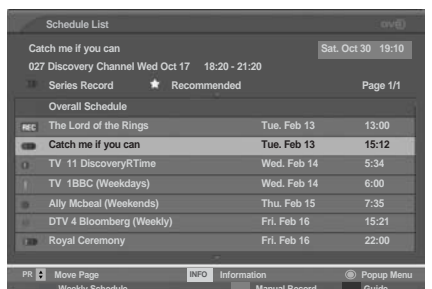 Schedule List
Catch me if you can Sat. Oct 30 19:10
027 Discovery Channel Wed Oct 17 18:20 - 21:20
Series Record Recommended Page 1/1
Overall Schedule
REC The Lord of the Rings Tue. Feb 13 13:00
Catch me if you can Tue. Feb 13 15:12
TV 11 DiscoveryRTime Wed. Feb 14 5:34
TV 1BBC (Weekdays) Wed. Feb 14 6:00
Ally Mcbeal (Weekends) Thu. Feb 15 7:35
DTV 4 Bloomberg (Weekly) Fri. Feb 16 15:21
Royal Ceremony Fri. Feb 16 22:00
PR Move Page INFO Information Popup Menu
Weekly Schedule Manual Record Guide